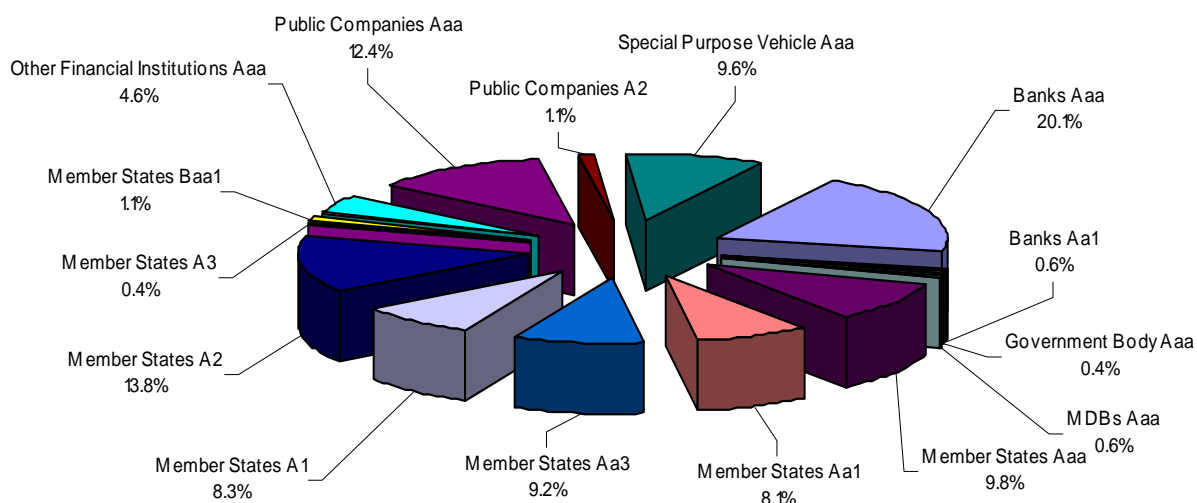 Public Companies Aaa
12.4%
Special Purpose Vehicle Aaa
9.6%
Other Financial Institutions Aaa
4.6%
Public Companies A2
1.1%
Banks Aaa
20.1%
Member States Baa1
1.1%
Banks Aa1
0.6%
Member States A3
0.4%
Government Body Aaa
0.4%
Member States A2
13.8%
MDBs Aaa
0.6%
Member States Aaa
9.8%
Member States A1
8.3%
Member States Aa3
9.2%
Member States Aa1
8.1%